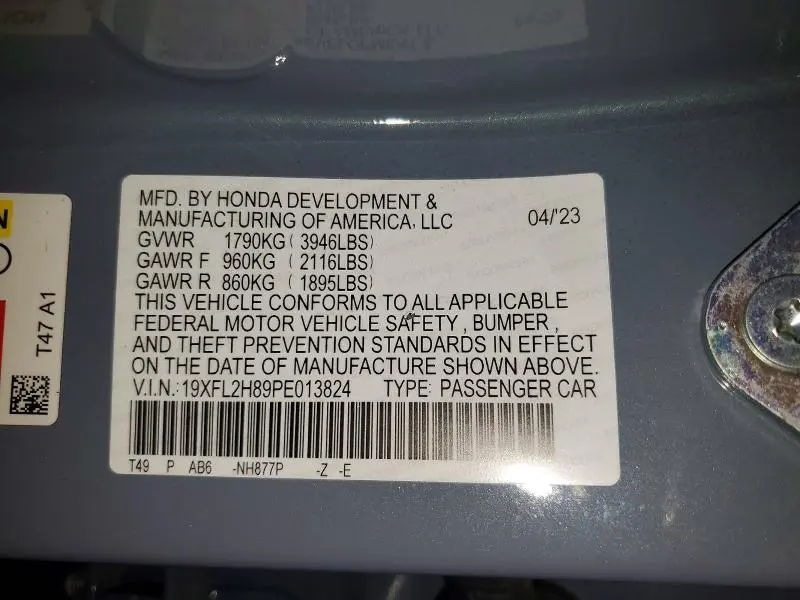 MFD. BY HONDA DEVELOPMENT &
MANUFACTURING OF AMERICA, LLC 04/'23
GVWR 1790KG ( 3946LBS)
GAWR F 960KG ( 2116LBS)
GAWR R 860KG ( 1895LBS)
THIS VEHICLE CONFORMS TO ALL APPLICABLE
FEDERAL MOTOR VEHICLE SAFETY , BUMPER ,
AND THEFT PREVENTION STANDARDS IN EFFECT
ON THE DATE OF MANUFACTURE SHOWN ABOVE.
V.I.N.:19XFL2H89PE013824 TYPE: PASSENGER CAR
T49 P AB6 -NH877P -Z -E
T47 A1